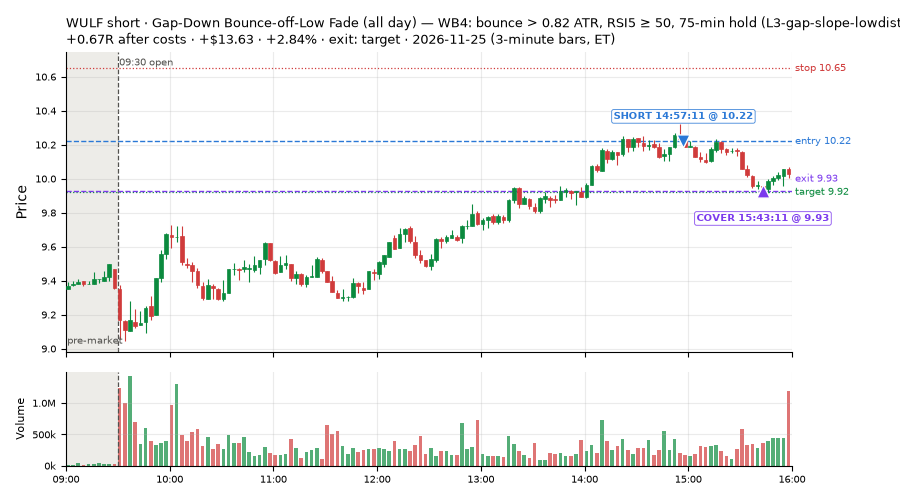 WULF short · Gap-Down Bounce-off-Low Fade (all day) — WB4: bounce > 0.82 ATR, RSI5 ≥ 50, 75-min hold (L3-gap-slope-lowdist
+0.67R after costs · +$13.63 · +2.84% · exit: target · 2026-11-25 (3-minute bars, ET)
09:30 open
stop 10.65
10.6
10.4
SHORT 14:57:11 @ 10.22
10.2
entry 10.22
10.0
exit 9.93
target 9.92
9.8
COVER 15:43:11 @ 9.93
9.6
9.4
9.2
pre-market
9.0
Price
1.0M
500k
0k
Volume
09:00
10:00
11:00
12:00
13:00
14:00
15:00
16:00